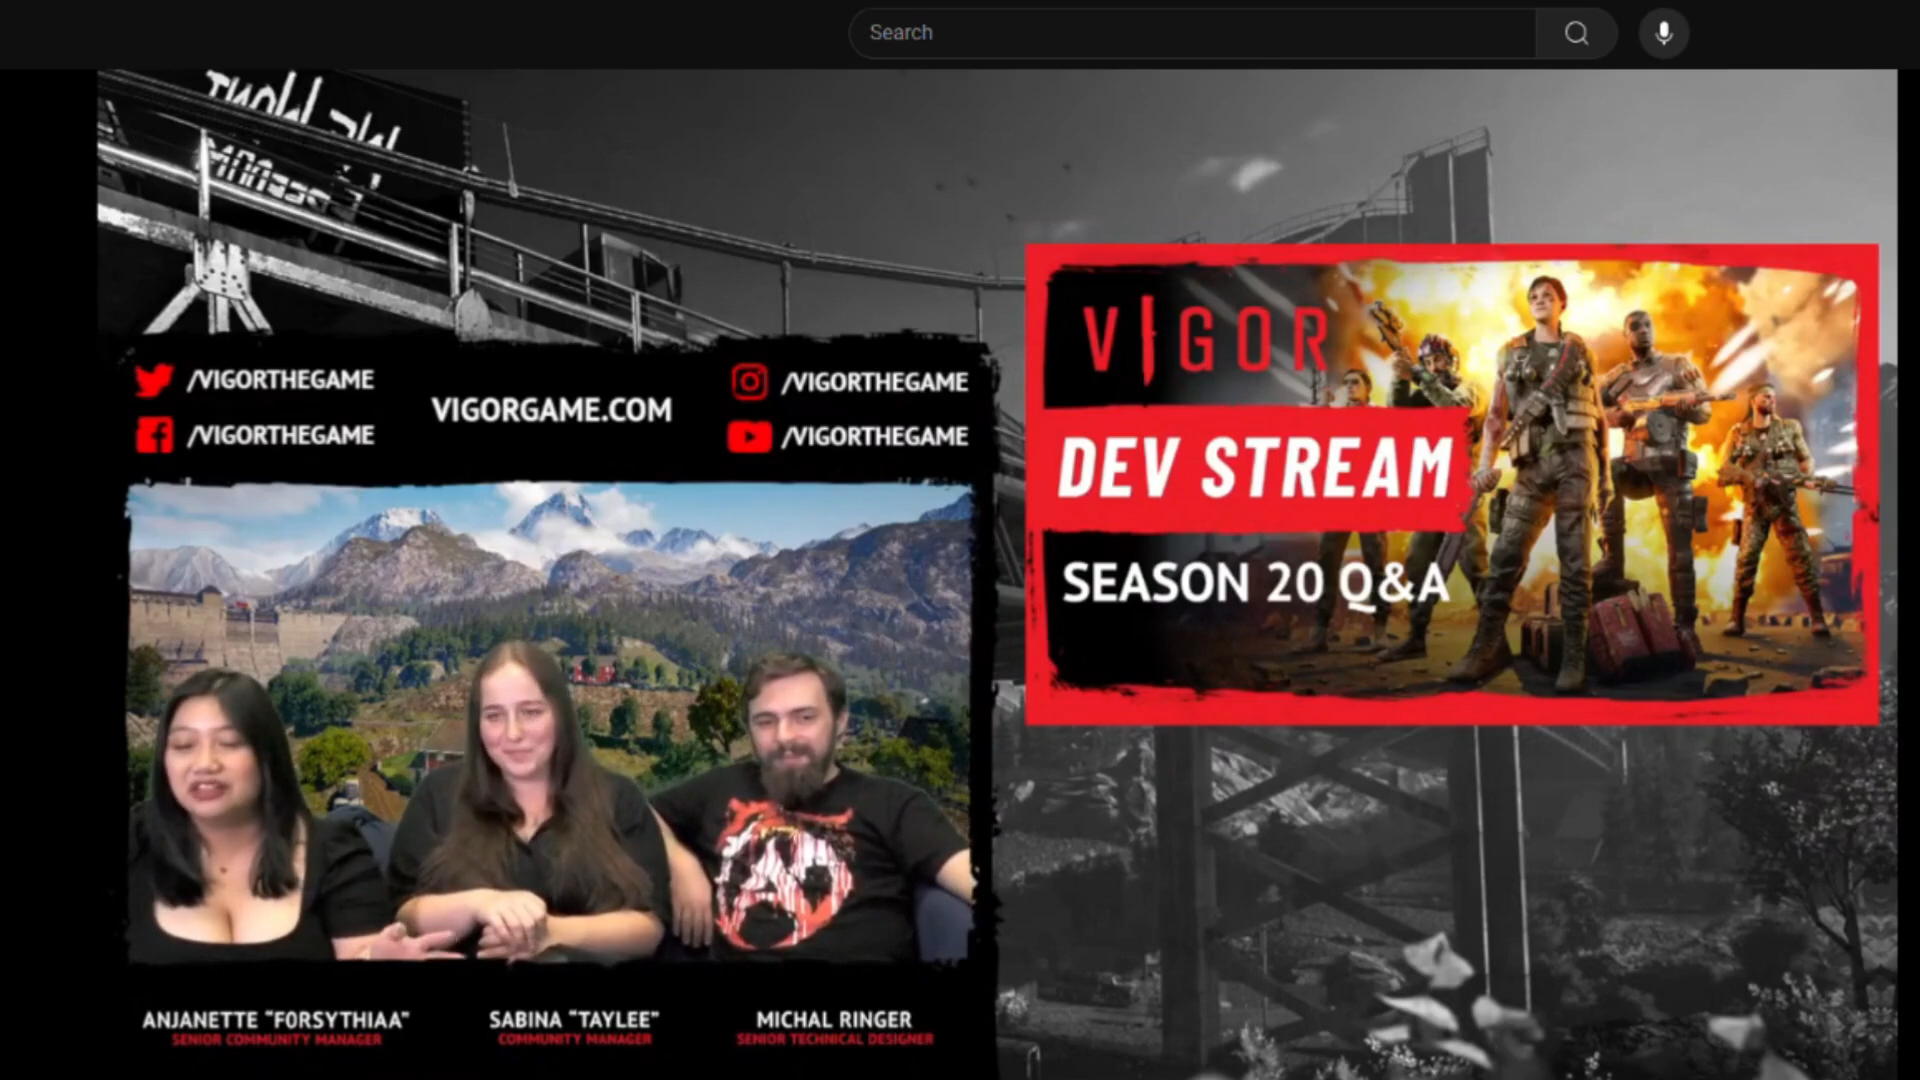 Search
/VIGORTHEGAME
/VIGORTHEGAME
VIGORGAME.COM
/VIGORTHEGAME
/VIGORTHEGAME
VIGOR
DEV STREAM
SEASON 20 Q&A
ANJANETTE "FORSYTHIAA"
SENIOR COMMUNITY MANAGER
SABINA "TAYLEE"
COMMUNITY MANAGER
MICHAL RINGER
SENIOR TECHNICAL DESIGNER